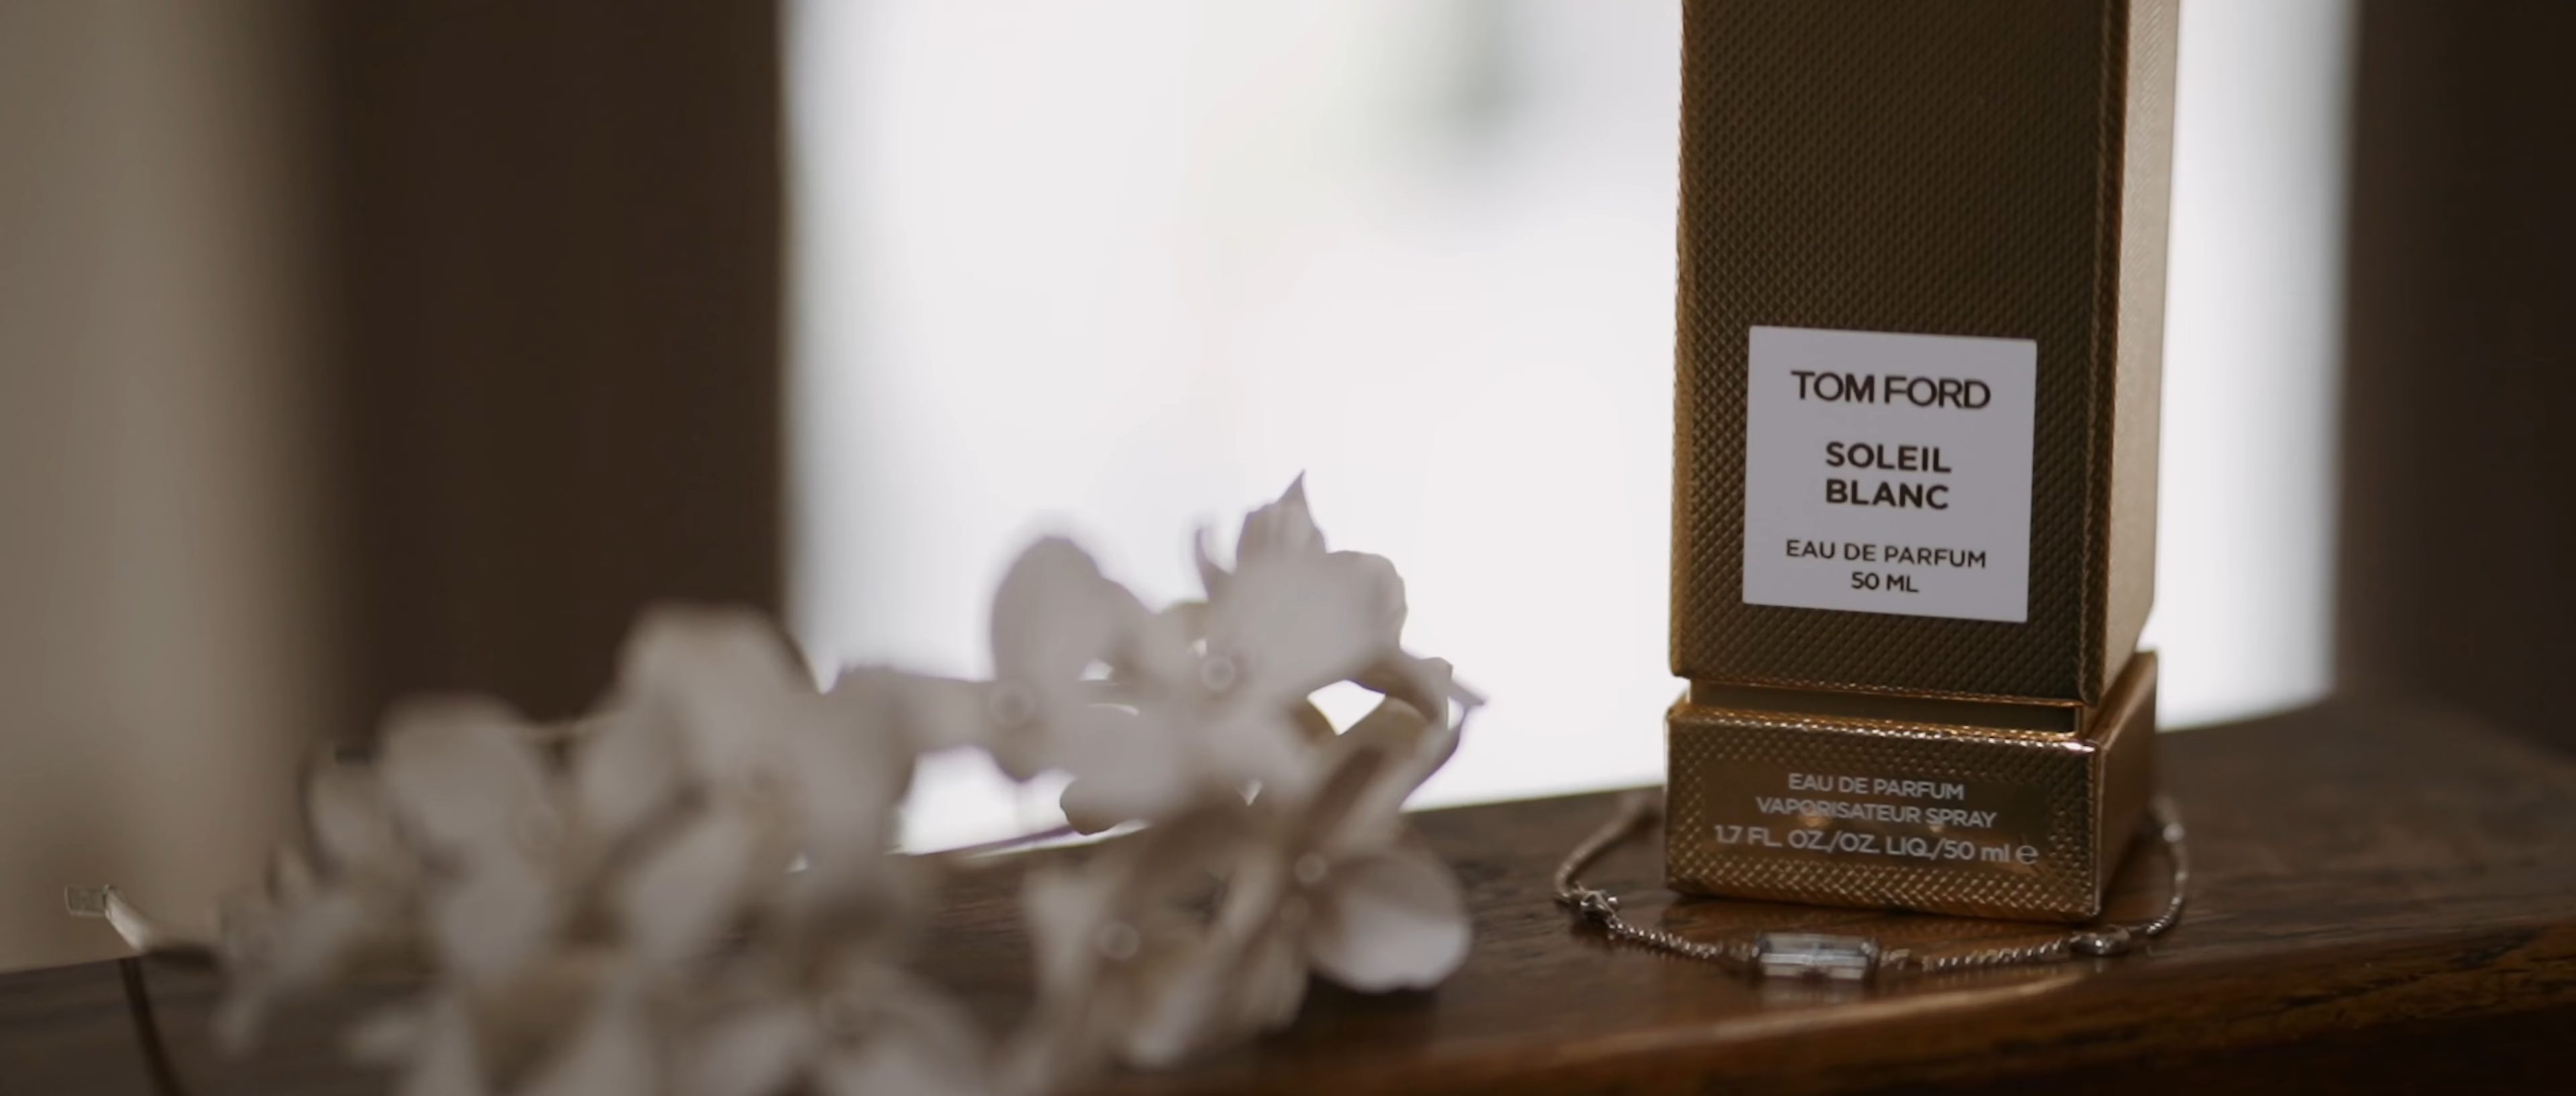 TOM FORD
SOLEIL
BLANC
EAU DE PARFUM
50 ML
EAU DE PARFUM
VAPORISATEUR SPRAY
1.7 FL. OZ./OZ. LIQ./50 ml ℮